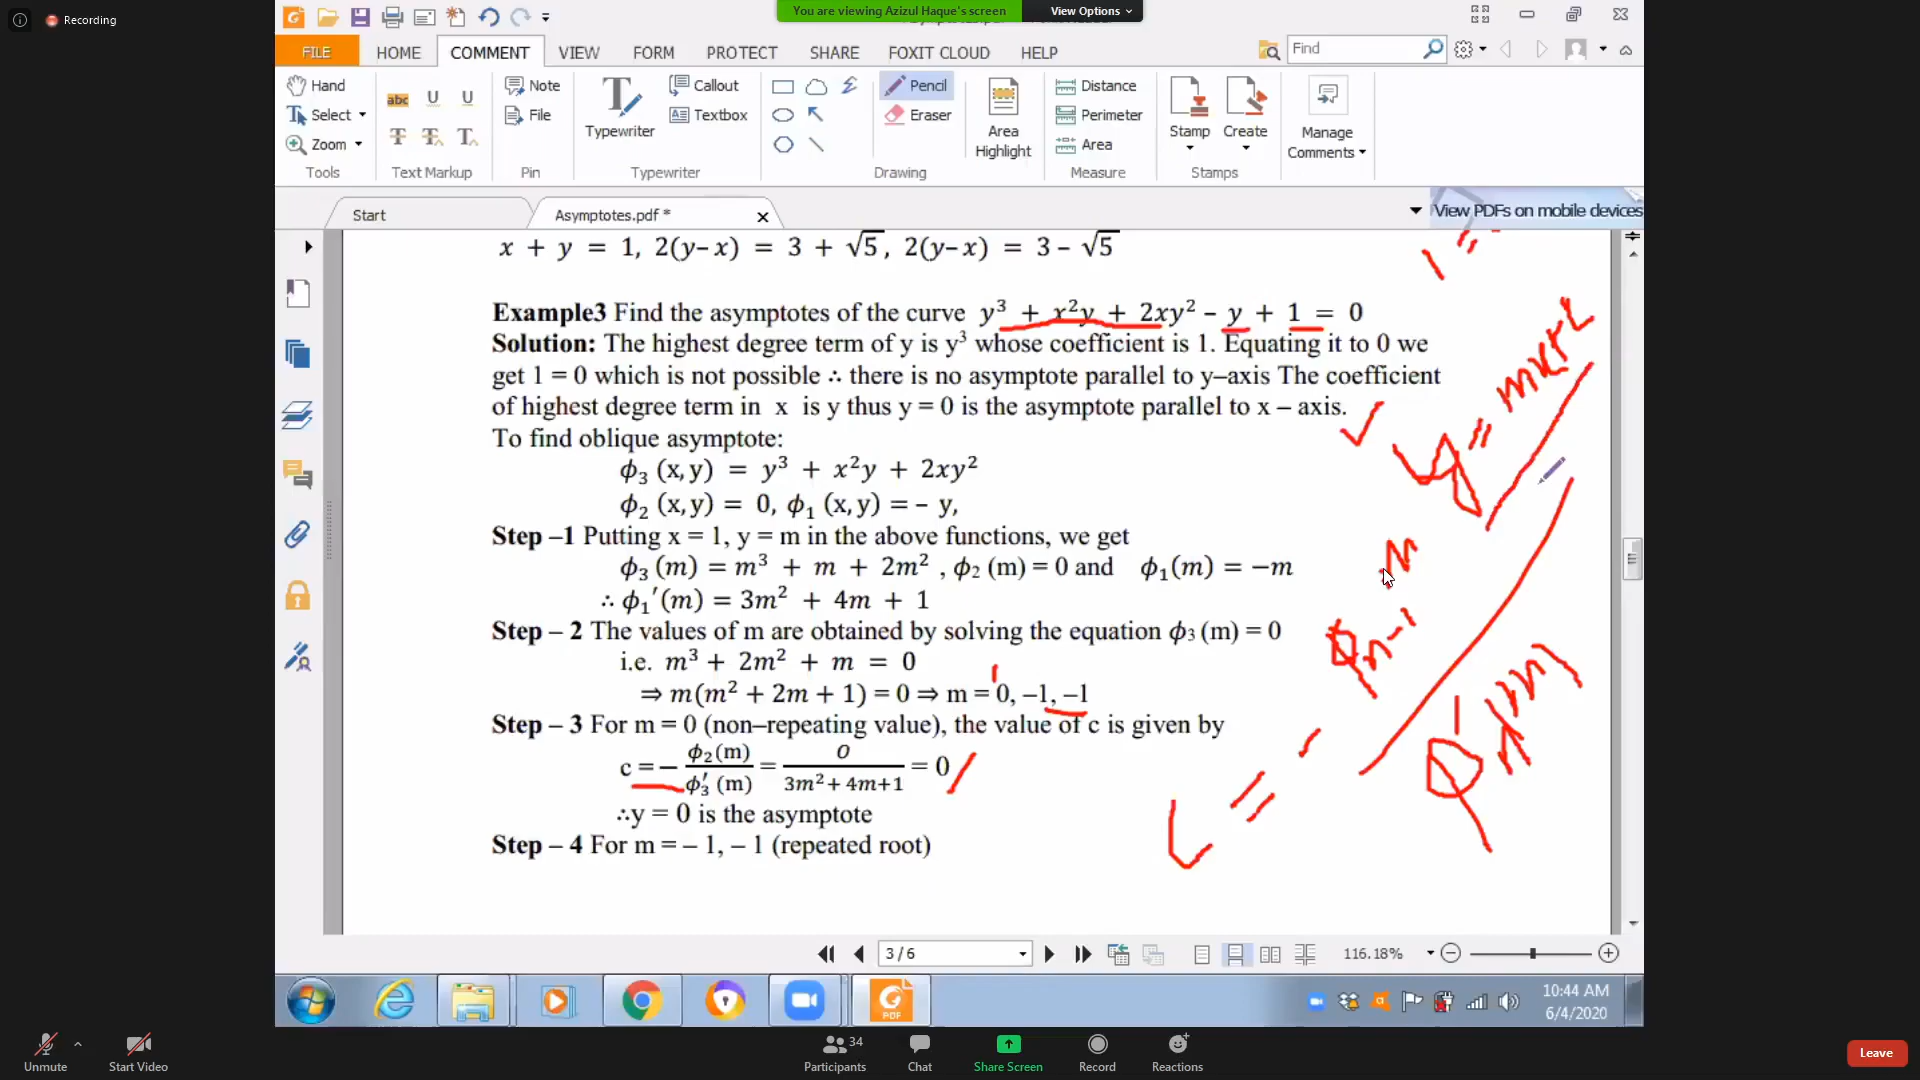 Recording
You are viewing Azizul Haque's screen
View Options
FILE HOME COMMENT VIEW FORM PROTECT SHARE FOXIT CLOUD HELP
Find
Hand
Select
Zoom
Tools
abc U U
T T T
Text Markup
Note
File
Pin
Typewriter
Callout
Textbox
Typewriter
Pencil
Eraser
Drawing
Area Highlight
Distance
Perimeter
Area
Measure
Stamp
Create
Stamps
Manage Comments
Start
Asymptotes.pdf *
View PDFs on mobile devices
x + y = 1, 2(y–x) = 3 + √5, 2(y–x) = 3 – √5
Example3 Find the asymptotes of the curve y³ + x²y + 2xy² – y + 1 = 0
Solution: The highest degree term of y is y³ whose coefficient is 1. Equating it to 0 we
get 1 = 0 which is not possible ∴ there is no asymptote parallel to y–axis The coefficient
of highest degree term in x is y thus y = 0 is the asymptote parallel to x – axis.
To find oblique asymptote:
ϕ₃ (x,y) = y³ + x²y + 2xy²
ϕ₂ (x,y) = 0, ϕ₁ (x,y) = – y,
Step –1 Putting x = 1, y = m in the above functions, we get
ϕ₃ (m) = m³ + m + 2m² , ϕ₂ (m) = 0 and ϕ₁(m) = −m
∴ ϕ₁′(m) = 3m² + 4m + 1
Step – 2 The values of m are obtained by solving the equation ϕ₃ (m) = 0
i.e. m³ + 2m² + m = 0
⇒ m(m² + 2m + 1) = 0 ⇒ m = 0, −1, −1
Step – 3 For m = 0 (non–repeating value), the value of c is given by
c = − ϕ₂(m)/ϕ₃′ (m) = 0/3m²+ 4m+1 = 0
∴y = 0 is the asymptote
Step – 4 For m = – 1, – 1 (repeated root)
y = mx+c
3 / 6
116.18%
PDF
10:44 AM
6/4/2020
Unmute
Start Video
34
Participants
Chat
Share Screen
Record
Reactions
Leave